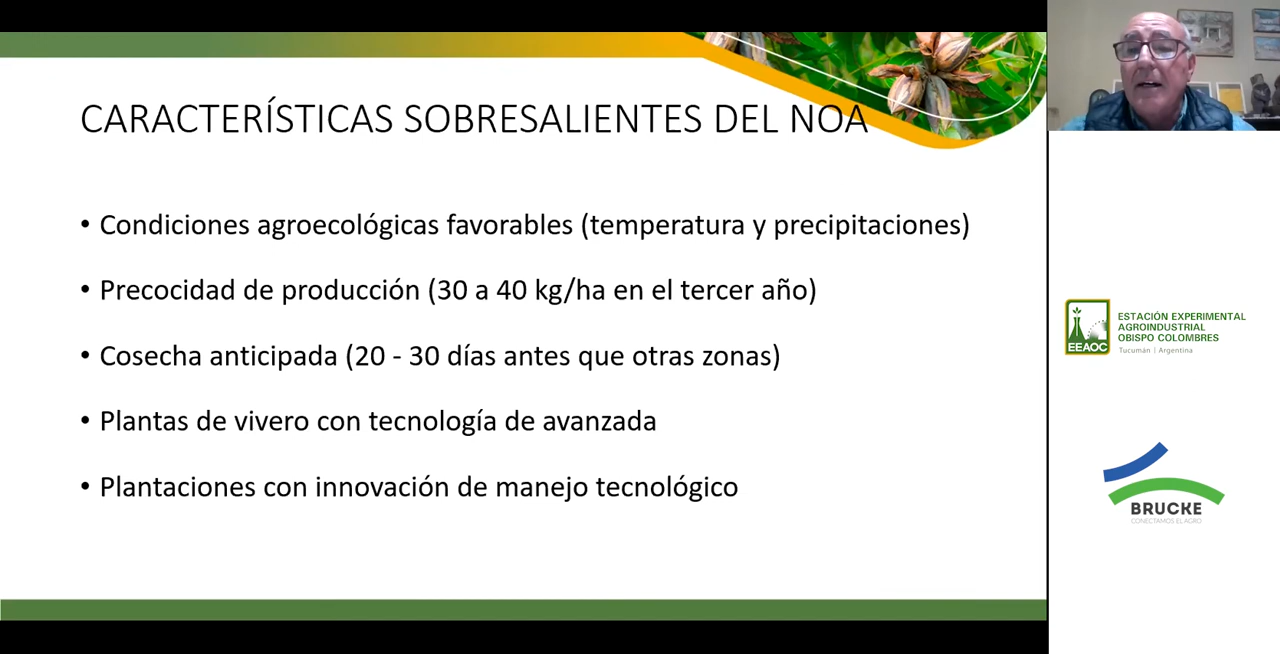 CARACTERÍSTICAS SOBRESALIENTES DEL NOA
• Condiciones agroecológicas favorables (temperatura y precipitaciones)
• Precocidad de producción (30 a 40 kg/ha en el tercer año)
• Cosecha anticipada (20 - 30 días antes que otras zonas)
• Plantas de vivero con tecnología de avanzada
• Plantaciones con innovación de manejo tecnológico
EEAOC
ESTACIÓN EXPERIMENTAL
AGROINDUSTRIAL
OBISPO COLOMBRES
Tucumán | Argentina
BRUCKE
CONECTAMOS EL AGRO